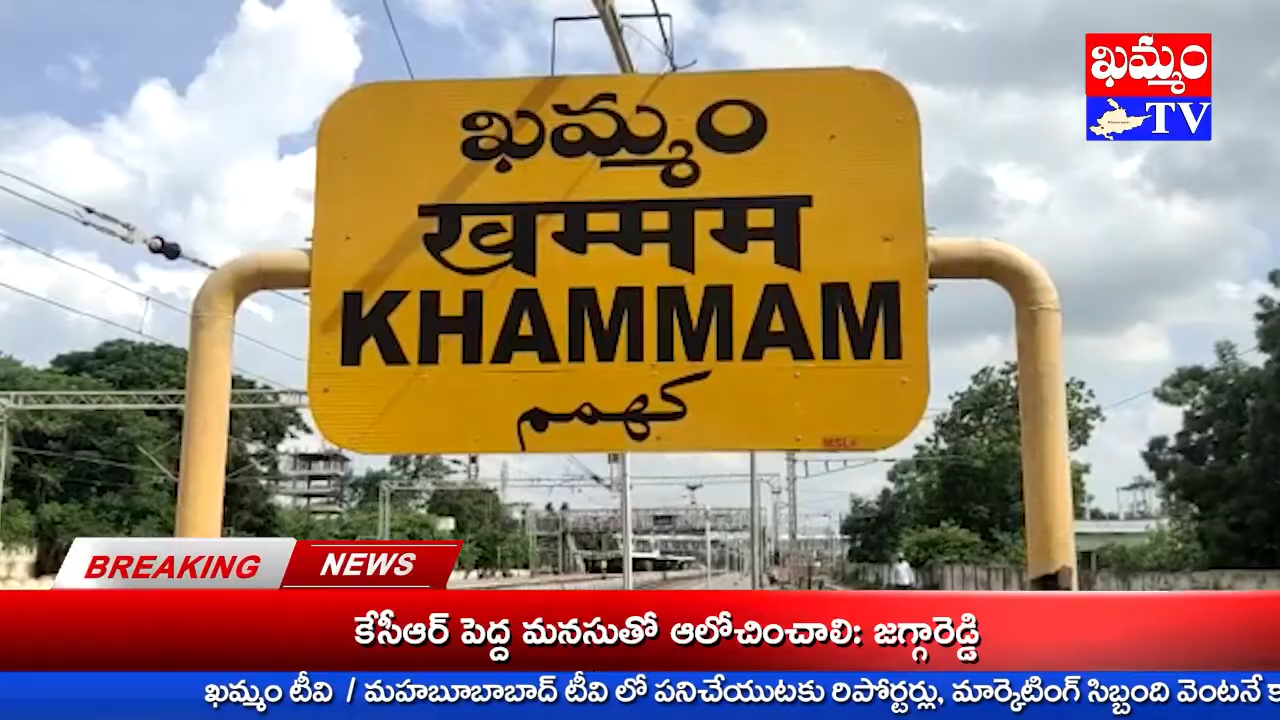 ఖమ్మం
TV
ఖమ్మం
खम्मम
KHAMMAM
کھمم
MSL
BREAKING NEWS
కేసీఆర్ పెద్ద మనసుతో ఆలోచించాలి: జగ్గారెడ్డి
ఖమ్మం టీవి / మహబూబాబాద్ టీవి లో పనిచేయుటకు రిపోర్టర్లు, మార్కెటింగ్ సిబ్బంది వెంటనే